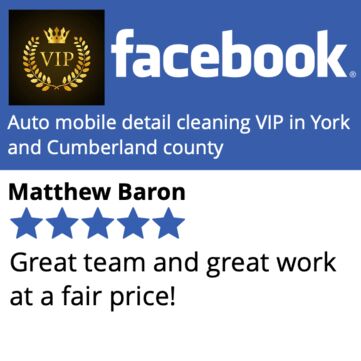 VIP
facebook®
Auto mobile detail cleaning VIP in York
and Cumberland county
Matthew Baron
Great team and great work
at a fair price!